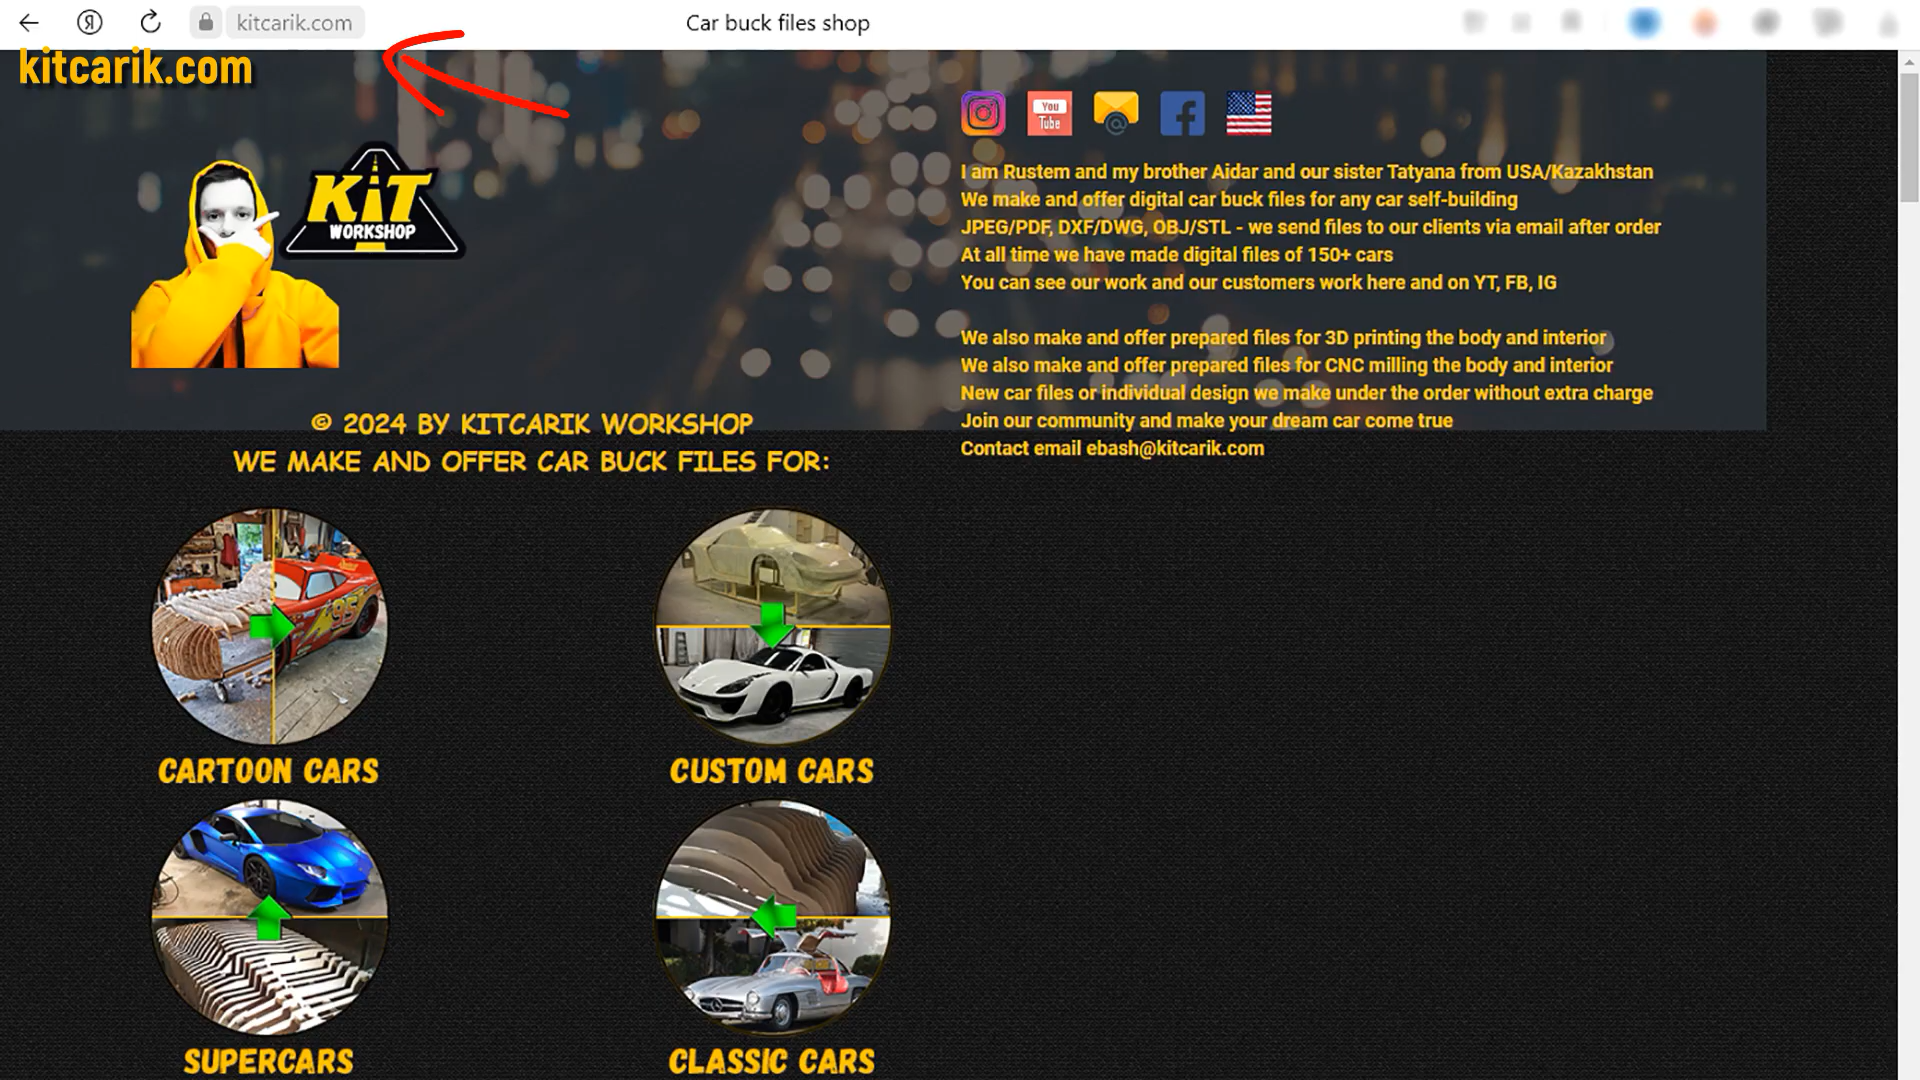 kitcarik.com
Car buck files shop
kitcarik.com
You
Tube
KiT
WORKSHOP
I am Rustem and my brother Aidar and our sister Tatyana from USA/Kazakhstan
We make and offer digital car buck files for any car self-building
JPEG/PDF, DXF/DWG, OBJ/STL - we send files to our clients via email after order
At all time we have made digital files of 150+ cars
You can see our work and our customers work here and on YT, FB, IG
We also make and offer prepared files for 3D printing the body and interior
We also make and offer prepared files for CNC milling the body and interior
New car files or individual design we make under the order without extra charge
Join our community and make your dream car come true
Contact email ebash@kitcarik.com
© 2024 BY KITCARIK WORKSHOP
WE MAKE AND OFFER CAR BUCK FILES FOR:
95
CARTOON CARS
CUSTOM CARS
SUPERCARS
CLASSIC CARS